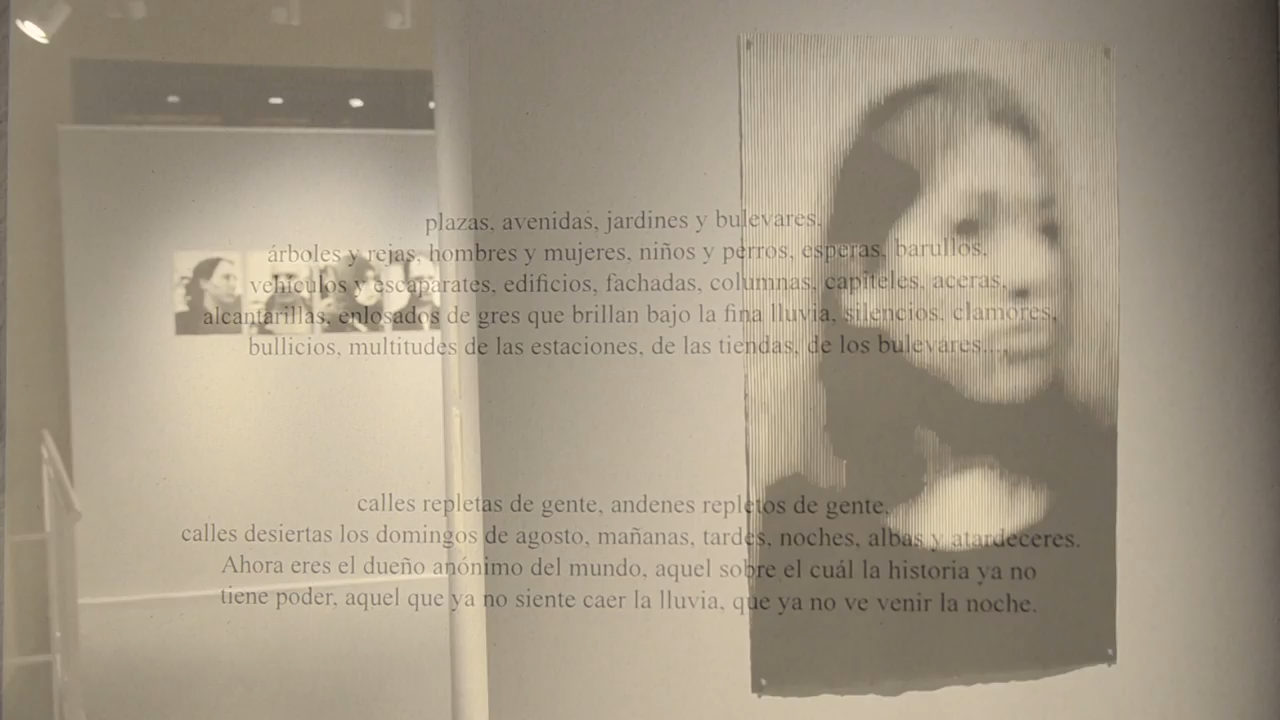 plazas, avenidas, jardines y bulevares.
árboles y rejas, hombres y mujeres, niños y perros, esperas, barullos,
vehículos y escaparates, edificios, fachadas, columnas, capiteles, aceras,
alcantarillas, enlosados de gres que brillan bajo la fina lluvia, silencios, clamores,
bullicios, multitudes de las estaciones, de las tiendas, de los bulevares....
calles repletas de gente, andenes repletos de gente,
calles desiertas los domingos de agosto, mañanas, tardes, noches, albas y atardeceres.
Ahora eres el dueño anónimo del mundo, aquel sobre el cuál la historia ya no
tiene poder, aquel que ya no siente caer la lluvia, que ya no ve venir la noche.